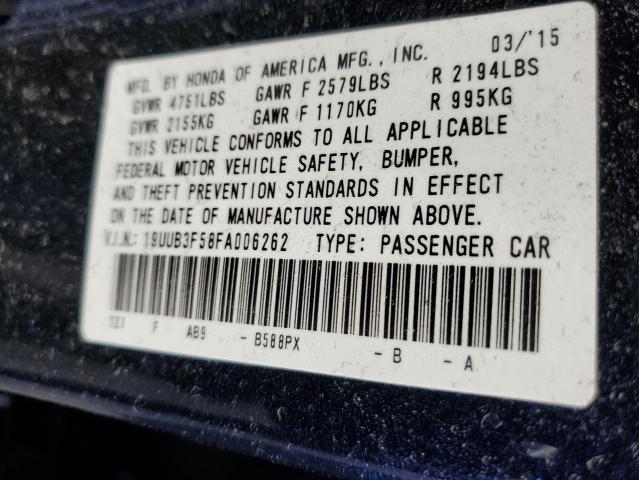 MFD. BY HONDA OF AMERICA MFG., INC. 03/'15
GVWR 4751LBS GAWR F 2579LBS R 2194LBS
GVWR 2155KG GAWR F 1170KG R 995KG
THIS VEHICLE CONFORMS TO ALL APPLICABLE
FEDERAL MOTOR VEHICLE SAFETY, BUMPER,
AND THEFT PREVENTION STANDARDS IN EFFECT
ON THE DATE OF MANUFACTURE SHOWN ABOVE.
V.I.N.: 19UUB3F58FA006262 TYPE: PASSENGER CAR
F AB9 - B588PX - B - A